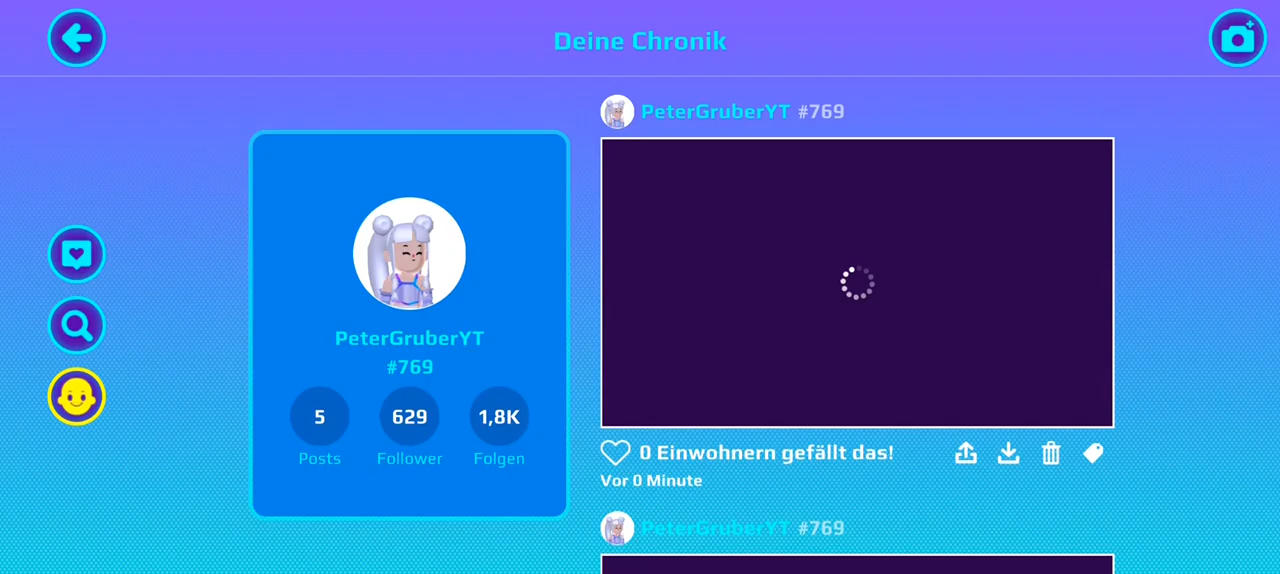 Deine Chronik
PeterGruberYT #769
PeterGruberYT
#769
5 629 1,8K
Posts Follower Folgen
0 Einwohnern gefällt das!
Vor 0 Minute
PeterGruberYT #769